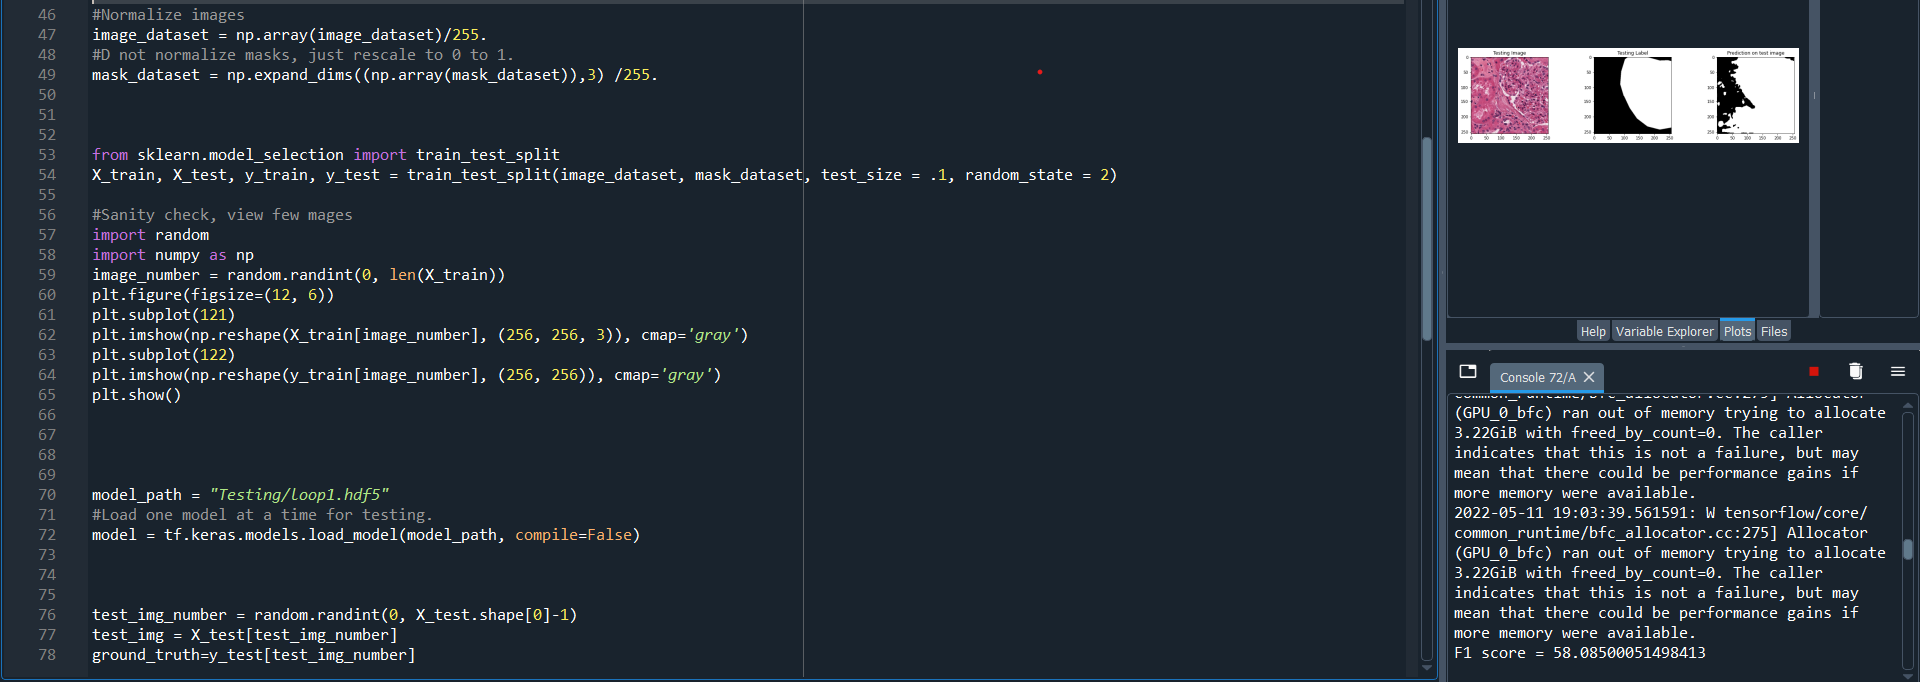 46 #Normalize images
47 image_dataset = np.array(image_dataset)/255.
48 #D not normalize masks, just rescale to 0 to 1.
49 mask_dataset = np.expand_dims((np.array(mask_dataset)),3) /255.
50
51
52
53 from sklearn.model_selection import train_test_split
54 X_train, X_test, y_train, y_test = train_test_split(image_dataset, mask_dataset, test_size = .1, random_state = 2)
55
56 #Sanity check, view few mages
57 import random
58 import numpy as np
59 image_number = random.randint(0, len(X_train))
60 plt.figure(figsize=(12, 6))
61 plt.subplot(121)
62 plt.imshow(np.reshape(X_train[image_number], (256, 256, 3)), cmap='gray')
63 plt.subplot(122)
64 plt.imshow(np.reshape(y_train[image_number], (256, 256)), cmap='gray')
65 plt.show()
66
67
68
69
70 model_path = "Testing/loop1.hdf5"
71 #Load one model at a time for testing.
72 model = tf.keras.models.load_model(model_path, compile=False)
73
74
75
76 test_img_number = random.randint(0, X_test.shape[0]-1)
77 test_img = X_test[test_img_number]
78 ground_truth=y_test[test_img_number]
Testing Image
Testing Label
Prediction on test image
Help Variable Explorer Plots Files
Console 72/A
common_runtime/bfc_allocator.cc:275] Allocator
(GPU_0_bfc) ran out of memory trying to allocate
3.22GiB with freed_by_count=0. The caller
indicates that this is not a failure, but may
mean that there could be performance gains if
more memory were available.
2022-05-11 19:03:39.561591: W tensorflow/core/
common_runtime/bfc_allocator.cc:275] Allocator
(GPU_0_bfc) ran out of memory trying to allocate
3.22GiB with freed_by_count=0. The caller
indicates that this is not a failure, but may
mean that there could be performance gains if
more memory were available.
F1 score = 58.08500051498413